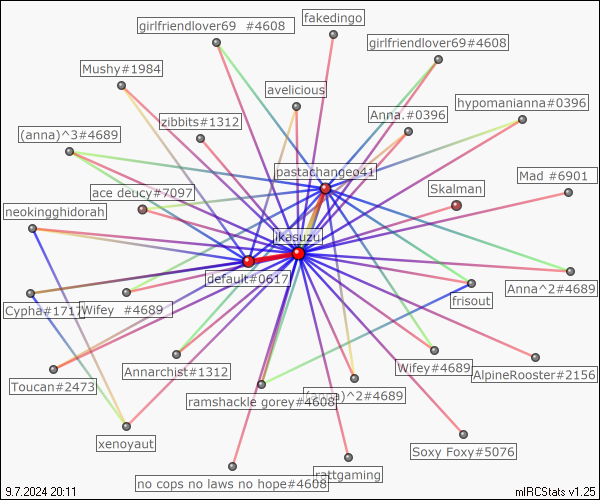 fakedingo
girlfriendlover69 #4608
girlfriendlover69#4608
Mushy#1984
avelicious
hypomanianna#0396
Anna.#0396
zibbits#1312
(anna)^3#4689
pastachangeo41
Mad #6901
Skalman
ace deucy#7097
neokingghidorah
ikasuzu
default#0617
Anna^2#4689
frisout
Cypha#1717
Wifey #4689
Wifey#4689
AlpineRooster#2156
Annarchist#1312
Toucan#2473
(anna)^2#4689
ramshackle gorey#4608
xenoyaut
Soxy Foxy#5076
rattgaming
no cops no laws no hope#4608
9.7.2024 20:11
mIRCStats v1.25